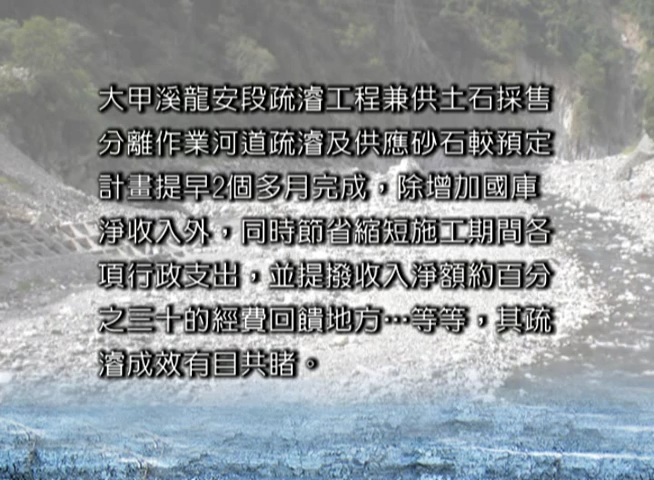 大甲溪龍安段疏濬工程兼供土石採售
分離作業河道疏濬及供應砂石較預定
計畫提早2個多月完成，除增加國庫
淨收入外，同時節省縮短施工期間各
項行政支出，並提撥收入淨額約百分
之三十的經費回饋地方…等等，其疏
濬成效有目共睹。